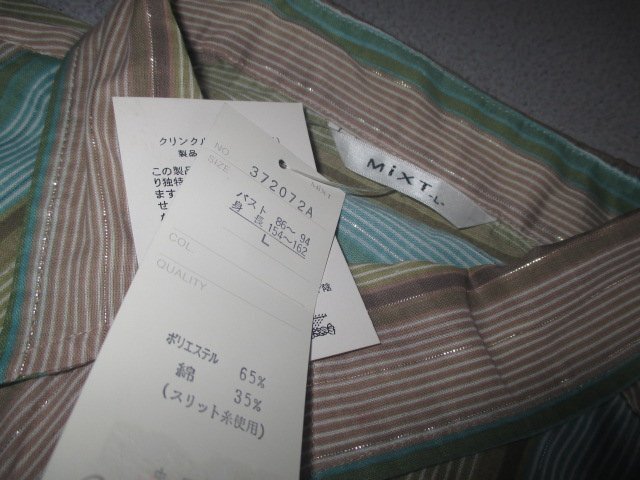 MiXT
L
クリンク
製品
この製品
り独特
ます
せ
NO
372072A
MIXT
SIZE
バスト 86～94
身長 154～162
L
COL
QUALITY
ポリエステル 65%
綿 35%
(スリット糸使用)